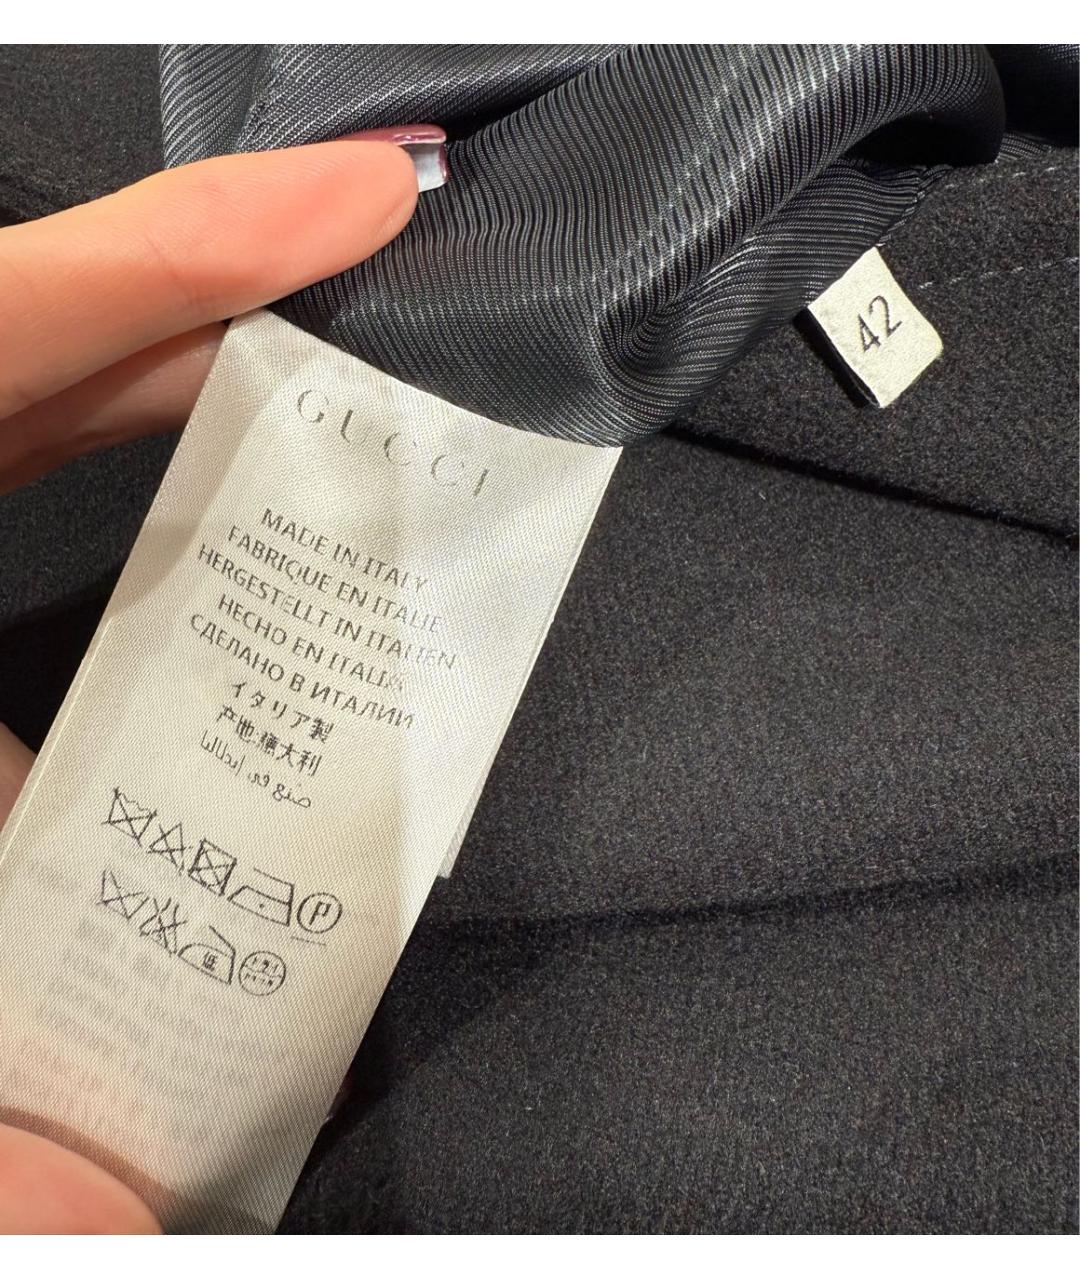 GUCCI
MADE IN ITALY
FABRIQUE EN ITALIE
HERGESTELLT IN ITALIEN
HECHO EN ITALIA
СДЕЛАНО В ИТАЛИИ
イタリア製
产地:意大利
صنع في إيطاليا
P
低
42